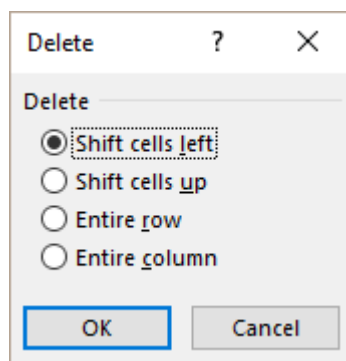 Delete ?
Delete
Shift cells left
Shift cells up
Entire row
Entire column
OK Cancel